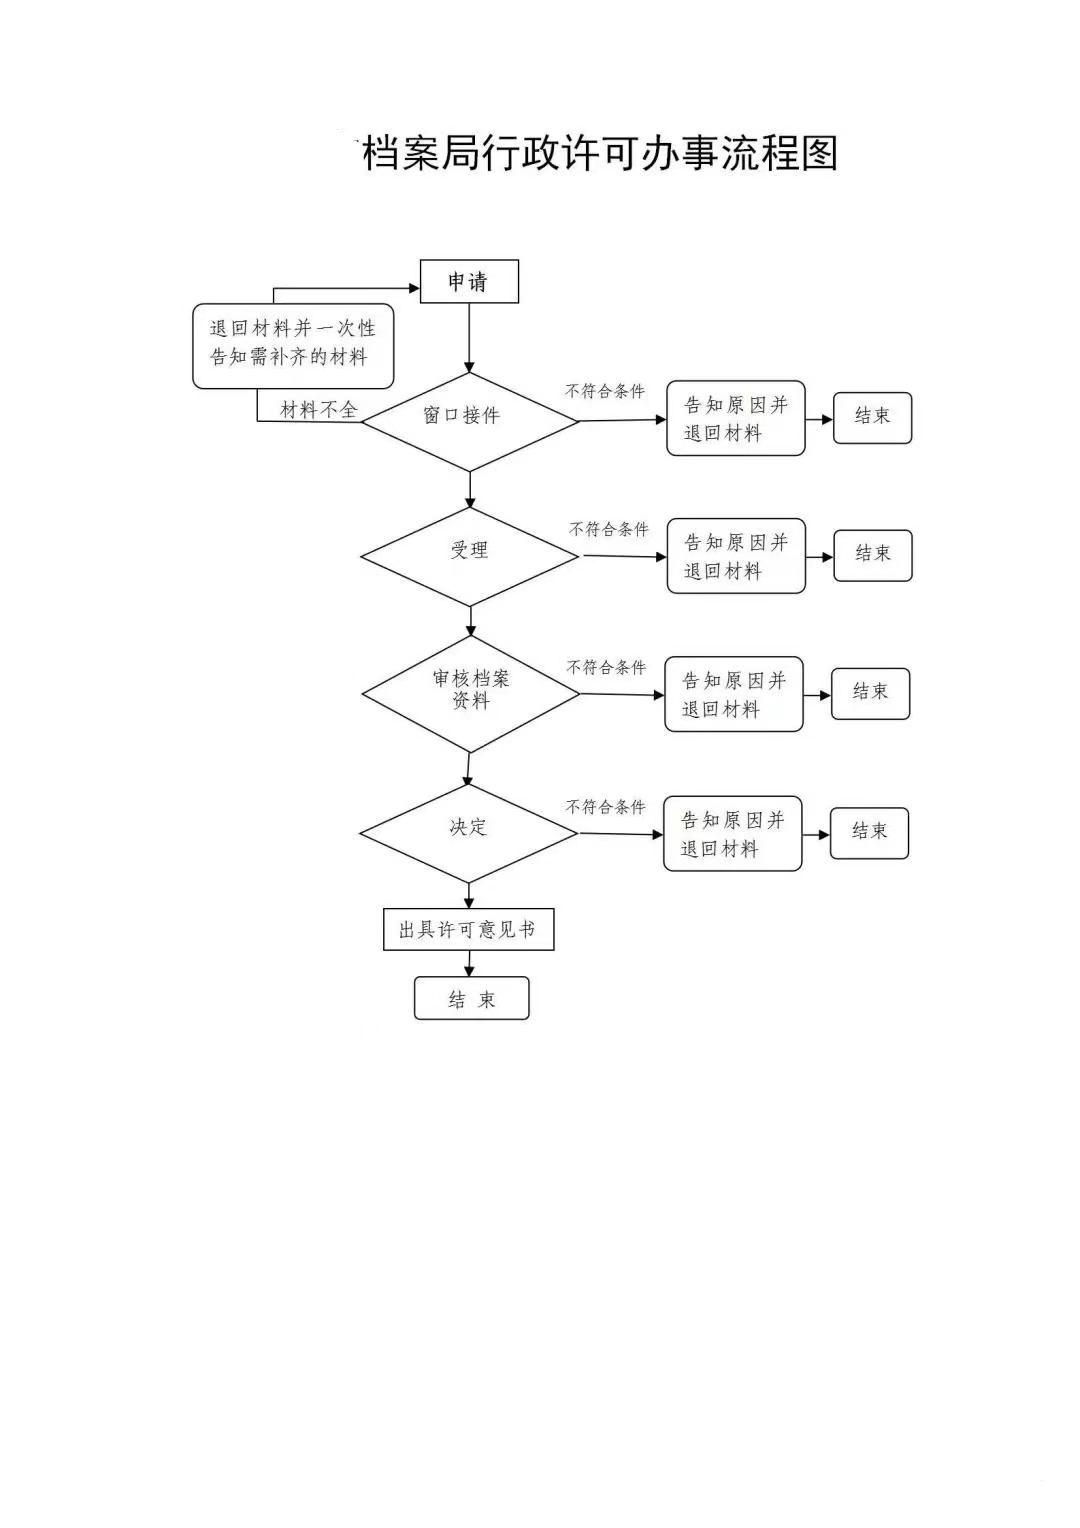 档案局行政许可办事流程图
申请
退回材料并一次性
告知需补齐的材料
材料不全
窗口接件
不符合条件
告知原因并
退回材料
结束
受理
不符合条件
告知原因并
退回材料
结束
审核档案
资料
不符合条件
告知原因并
退回材料
结束
决定
不符合条件
告知原因并
退回材料
结束
出具许可意见书
结 束